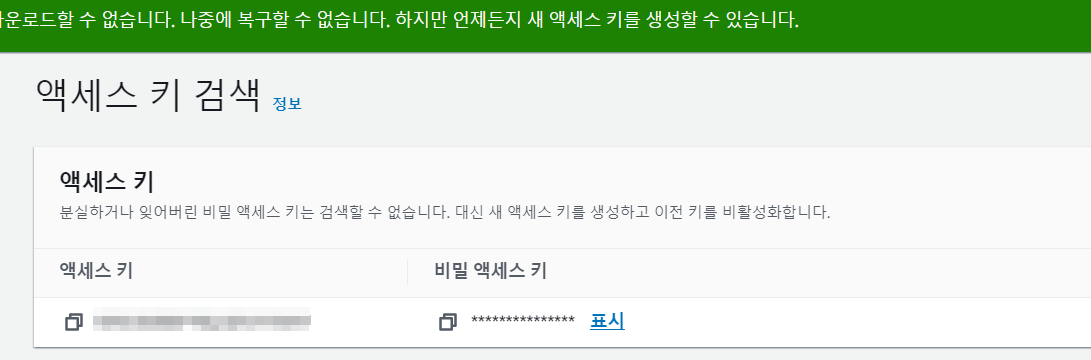 운로드할 수 없습니다. 나중에 복구할 수 없습니다. 하지만 언제든지 새 액세스 키를 생성할 수 있습니다.
액세스 키 검색 정보
액세스 키
분실하거나 잊어버린 비밀 액세스 키는 검색할 수 없습니다. 대신 새 액세스 키를 생성하고 이전 키를 비활성화합니다.
액세스 키 비밀 액세스 키
*************** 표시